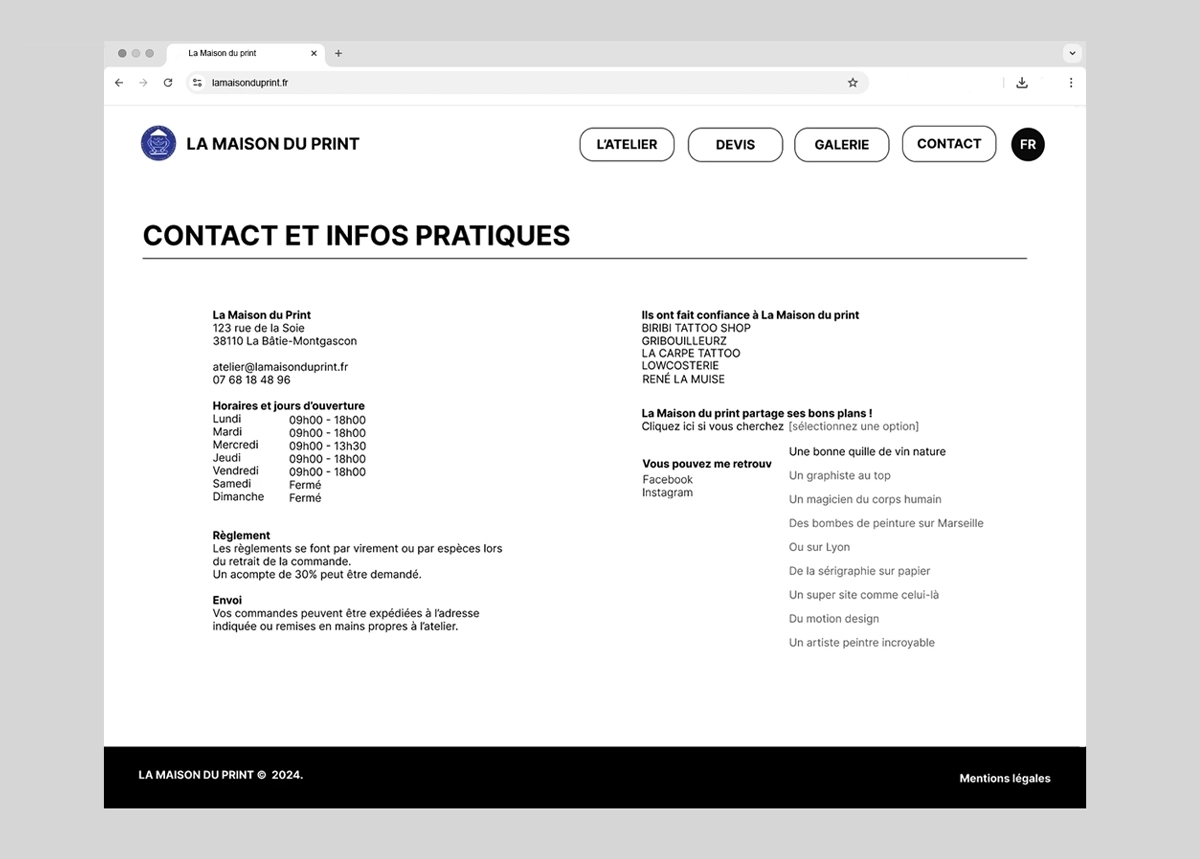 La Maison du print
lamaisonduprint.fr
LA MAISON DU PRINT
L'ATELIER
DEVIS
GALERIE
CONTACT
FR
CONTACT ET INFOS PRATIQUES
La Maison du Print
123 rue de la Soie
38110 La Bâtie-Montgascon
atelier@lamaisonduprint.fr
07 68 18 48 96
Horaires et jours d'ouverture
Lundi 09h00 - 18h00
Mardi 09h00 - 18h00
Mercredi 09h00 - 13h30
Jeudi 09h00 - 18h00
Vendredi 09h00 - 18h00
Samedi Fermé
Dimanche Fermé
Règlement
Les règlements se font par virement ou par espèces lors
du retrait de la commande.
Un acompte de 30% peut être demandé.
Envoi
Vos commandes peuvent être expédiées à l'adresse
indiquée ou remises en mains propres à l'atelier.
Ils ont fait confiance à La Maison du print
BIRIBI TATTOO SHOP
GRIBOUILLEURZ
LA CARPE TATTOO
LOWCOSTERIE
RENÉ LA MUISE
La Maison du print partage ses bons plans !
Cliquez ici si vous cherchez [sélectionnez une option]
Une bonne quille de vin nature
Un graphiste au top
Un magicien du corps humain
Des bombes de peinture sur Marseille
Ou sur Lyon
De la sérigraphie sur papier
Un super site comme celui-là
Du motion design
Un artiste peintre incroyable
Vous pouvez me retrouv
Facebook
Instagram
LA MAISON DU PRINT © 2024.
Mentions légales